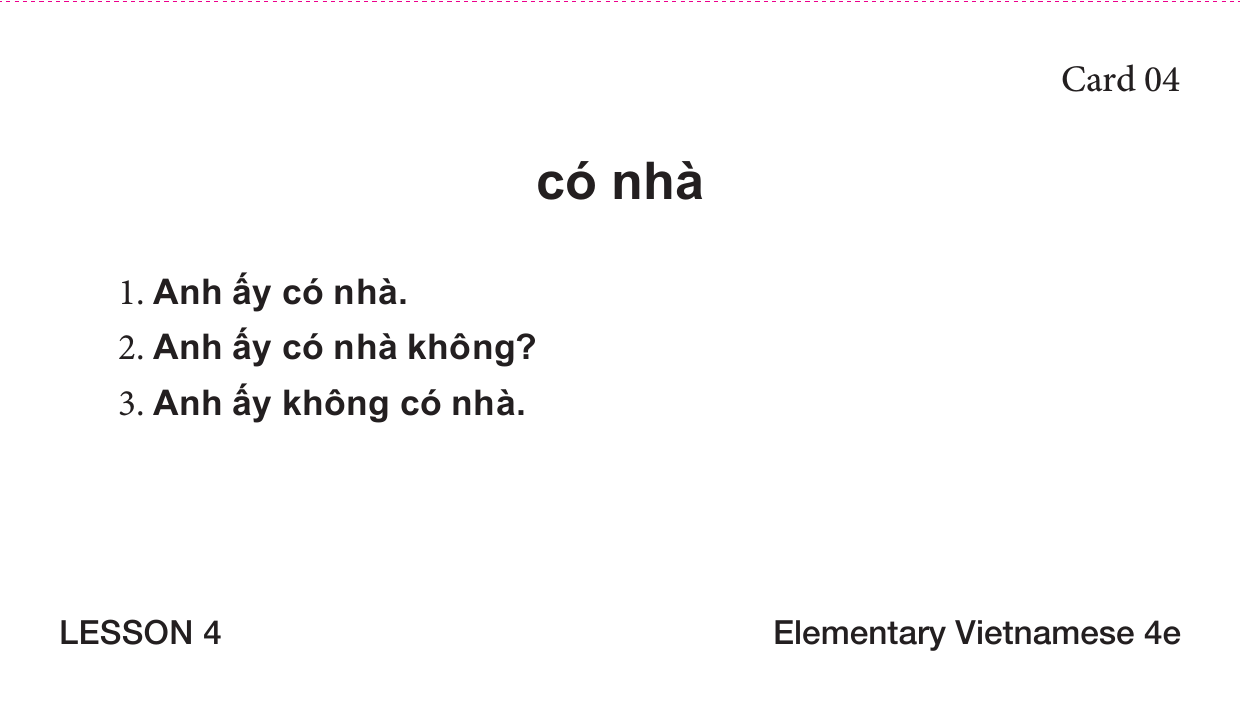 Card 04
có nhà
1. Anh ấy có nhà.
2. Anh ấy có nhà không?
3. Anh ấy không có nhà.
LESSON 4
Elementary Vietnamese 4e